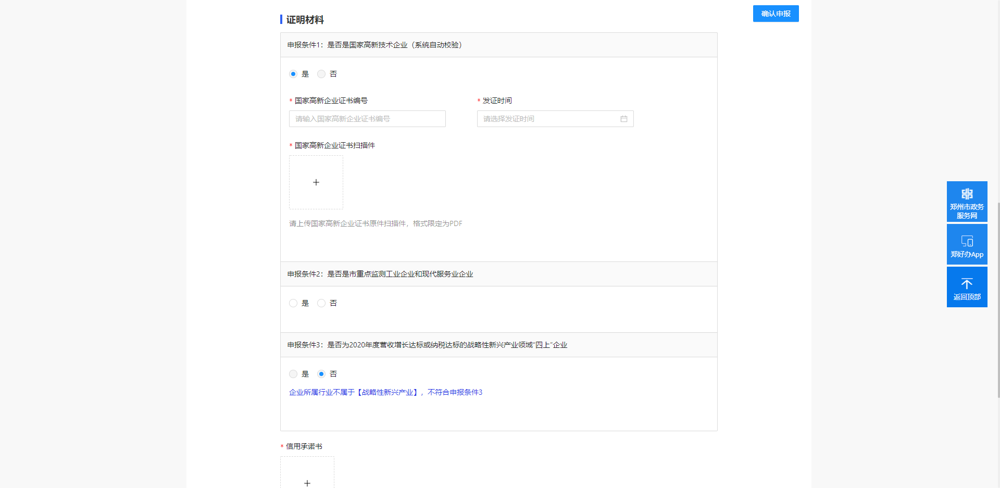 确认申报
证明材料
申报条件1：是否是国家高新技术企业（系统自动校验）
是 否
* 国家高新企业证书编号 * 发证时间
请输入国家高新企业证书编号 请选择发证时间
* 国家高新企业证书扫描件
请上传国家高新企业证书原件扫描件，格式限定为PDF
申报条件2：是否是市重点监测工业企业和现代服务业企业
是 否
申报条件3：是否为2020年度营收增长达标或纳税达标的战略性新兴产业领域"四上"企业
是 否
企业所属行业不属于【战略性新兴产业】，不符合申报条件3
* 信用承诺书
郑州市政务
服务网
郑好办App
返回顶部